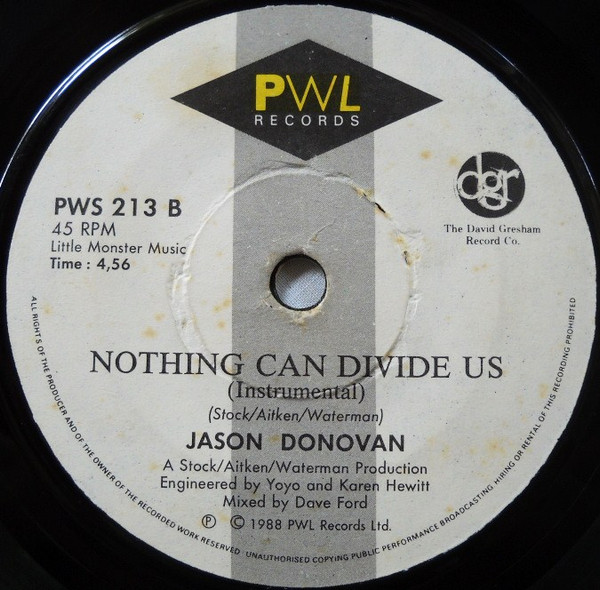 PWL
RECORDS
dgr
The David Gresham
Record Co.
PWS 213 B
45 RPM
Little Monster Music
Time : 4,56
NOTHING CAN DIVIDE US
(Instrumental)
(Stock/Aitken/Waterman)
JASON DONOVAN
A Stock/Aitken/Waterman Production
Engineered by Yoyo and Karen Hewitt
Mixed by Dave Ford
Ⓟ © 1988 PWL Records Ltd.
ALL RIGHTS OF THE PRODUCER AND OF THE OWNER OF THE RECORDED WORK RESERVED · UNAUTHORISED COPYING PUBLIC PERFORMANCE BROADCASTING HIRING OR RENTAL OF THIS RECORDING PROHIBITED